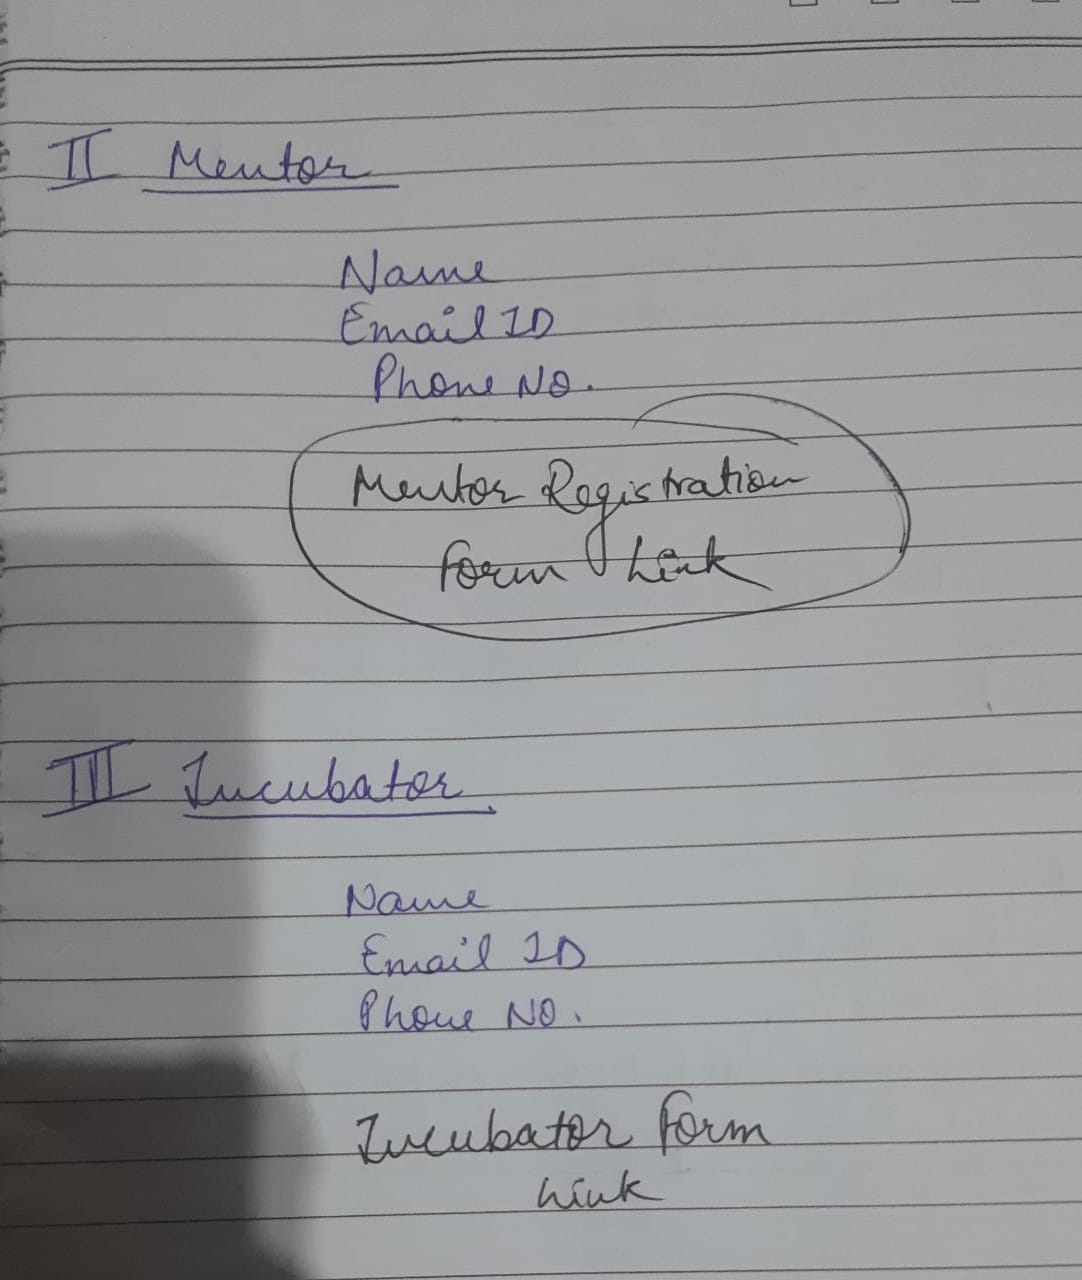 II Mentor
Name
Email ID
Phone No.
Mentor Registration
Form Link
III Incubator
Name
Email ID
Phone No.
Incubator Form
Link